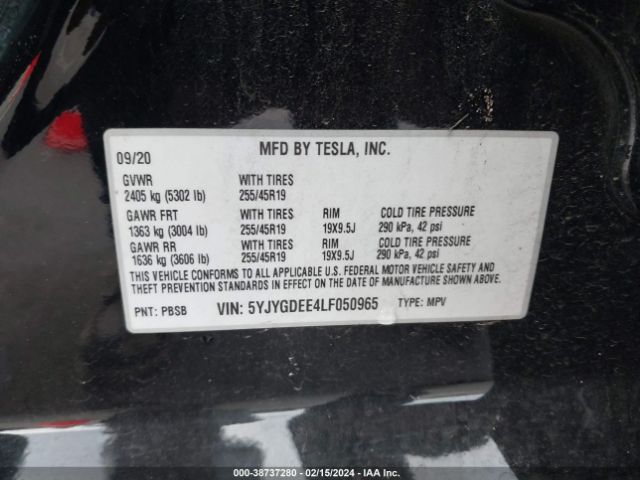 09/20 MFD BY TESLA, INC.
GVWR WITH TIRES
2405 kg (5302 lb) 255/45R19
GAWR FRT WITH TIRES RIM COLD TIRE PRESSURE
1363 kg (3004 lb) 255/45R19 19X9.5J 290 kPa, 42 psi
GAWR RR WITH TIRES RIM COLD TIRE PRESSURE
1636 kg (3606 lb) 255/45R19 19X9.5J 290 kPa, 42 psi
THIS VEHICLE CONFORMS TO ALL APPLICABLE U.S. FEDERAL MOTOR VEHICLE SAFETY AND
THEFT PREVENTION STANDARDS IN EFFECT ON THE DATE OF MANUFACTURE SHOWN ABOVE.
PNT: PBSB VIN: 5YJYGDEE4LF050965 TYPE: MPV
000-38737280 - 02/15/2024 - IAA Inc.